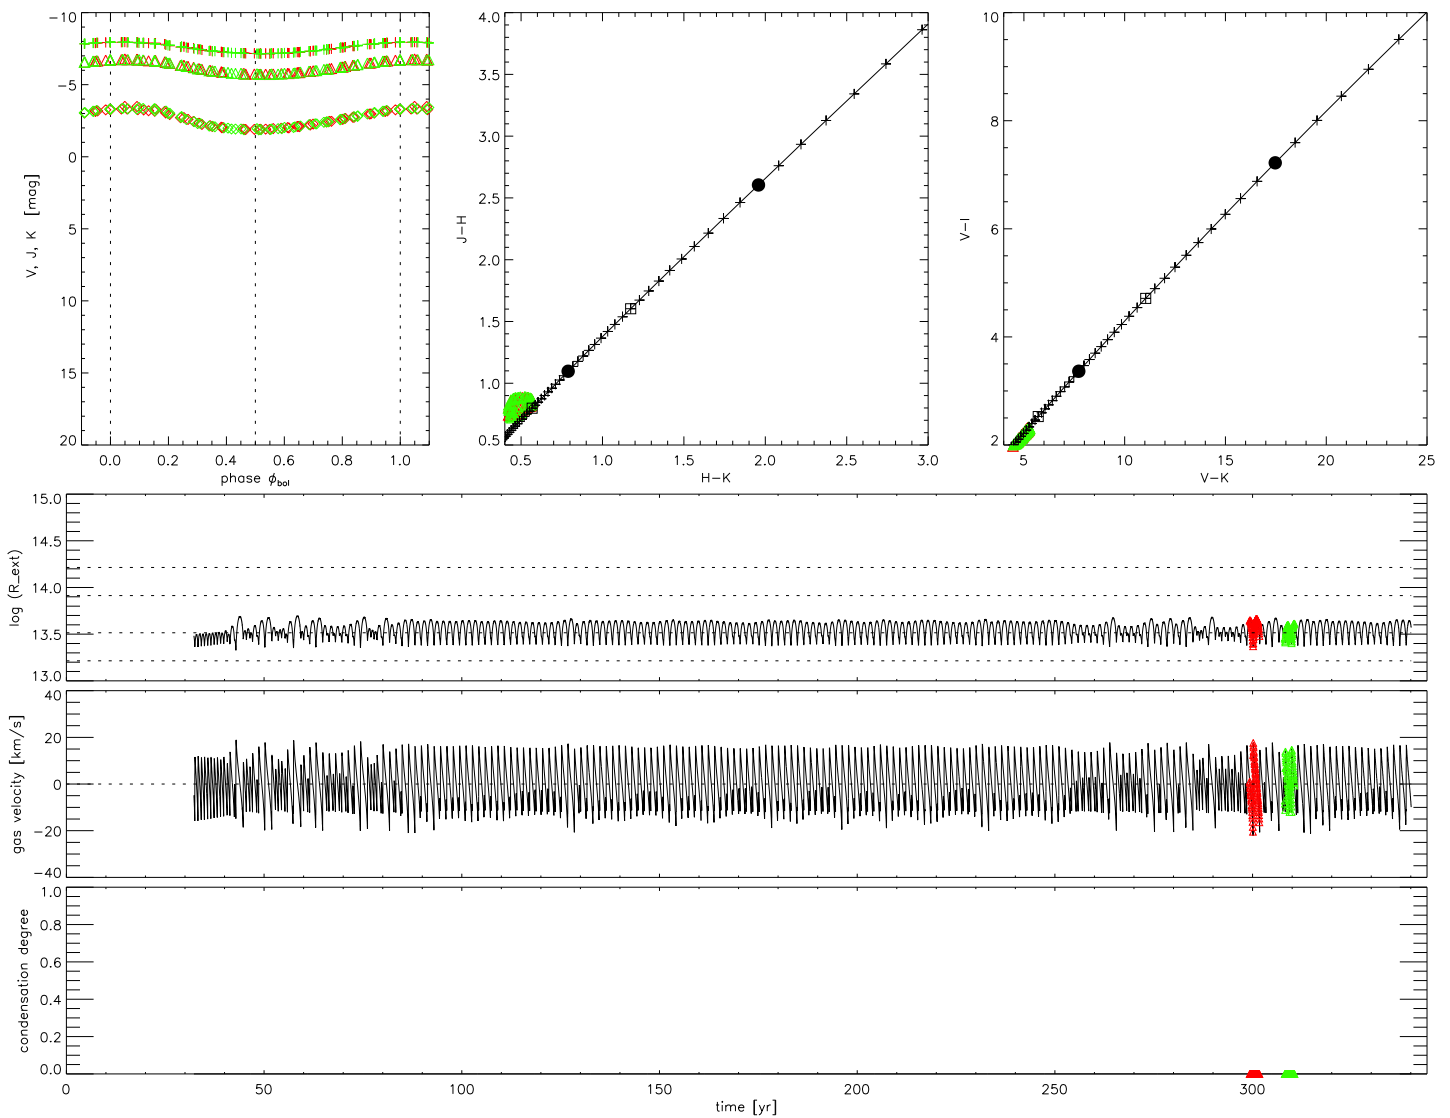 -10
-5
0
5
10
15
20
V, J, K [mag]
0.0 0.2 0.4 0.6 0.8 1.0
phase ϕbol
4.0
3.5
3.0
2.5
2.0
1.5
1.0
0.5
J-H
0.5 1.0 1.5 2.0 2.5 3.0
H-K
10
8
6
4
2
V-I
5 10 15 20 25
V-K
15.0
14.5
14.0
13.5
13.0
log (R_ext)
40
20
0
-20
-40
gas velocity [km/s]
1.0
0.8
0.6
0.4
0.2
0.0
condensation degree
0 50 100 150 200 250 300
time [yr]